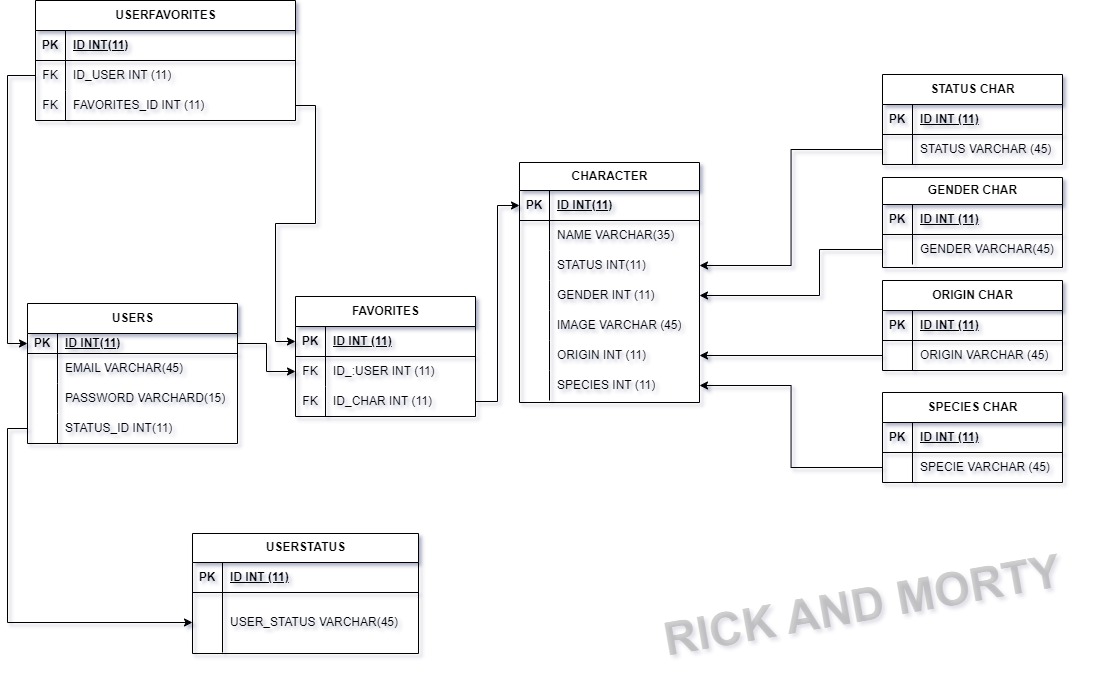 USERFAVORITES
PK ID INT(11)
FK ID_USER INT (11)
FK FAVORITES_ID INT (11)
STATUS CHAR
PK ID INT (11)
STATUS VARCHAR (45)
CHARACTER
PK ID INT(11)
NAME VARCHAR(35)
STATUS INT(11)
GENDER INT (11)
IMAGE VARCHAR (45)
ORIGIN INT (11)
SPECIES INT (11)
GENDER CHAR
PK ID INT (11)
GENDER VARCHAR(45)
ORIGIN CHAR
PK ID INT (11)
ORIGIN VARCHAR (45)
USERS
PK ID INT(11)
EMAIL VARCHAR(45)
PASSWORD VARCHARD(15)
STATUS_ID INT(11)
FAVORITES
PK ID INT (11)
FK ID_:USER INT (11)
FK ID_CHAR INT (11)
SPECIES CHAR
PK ID INT (11)
SPECIE VARCHAR (45)
USERSTATUS
PK ID INT (11)
USER_STATUS VARCHAR(45)
RICK AND MORTY